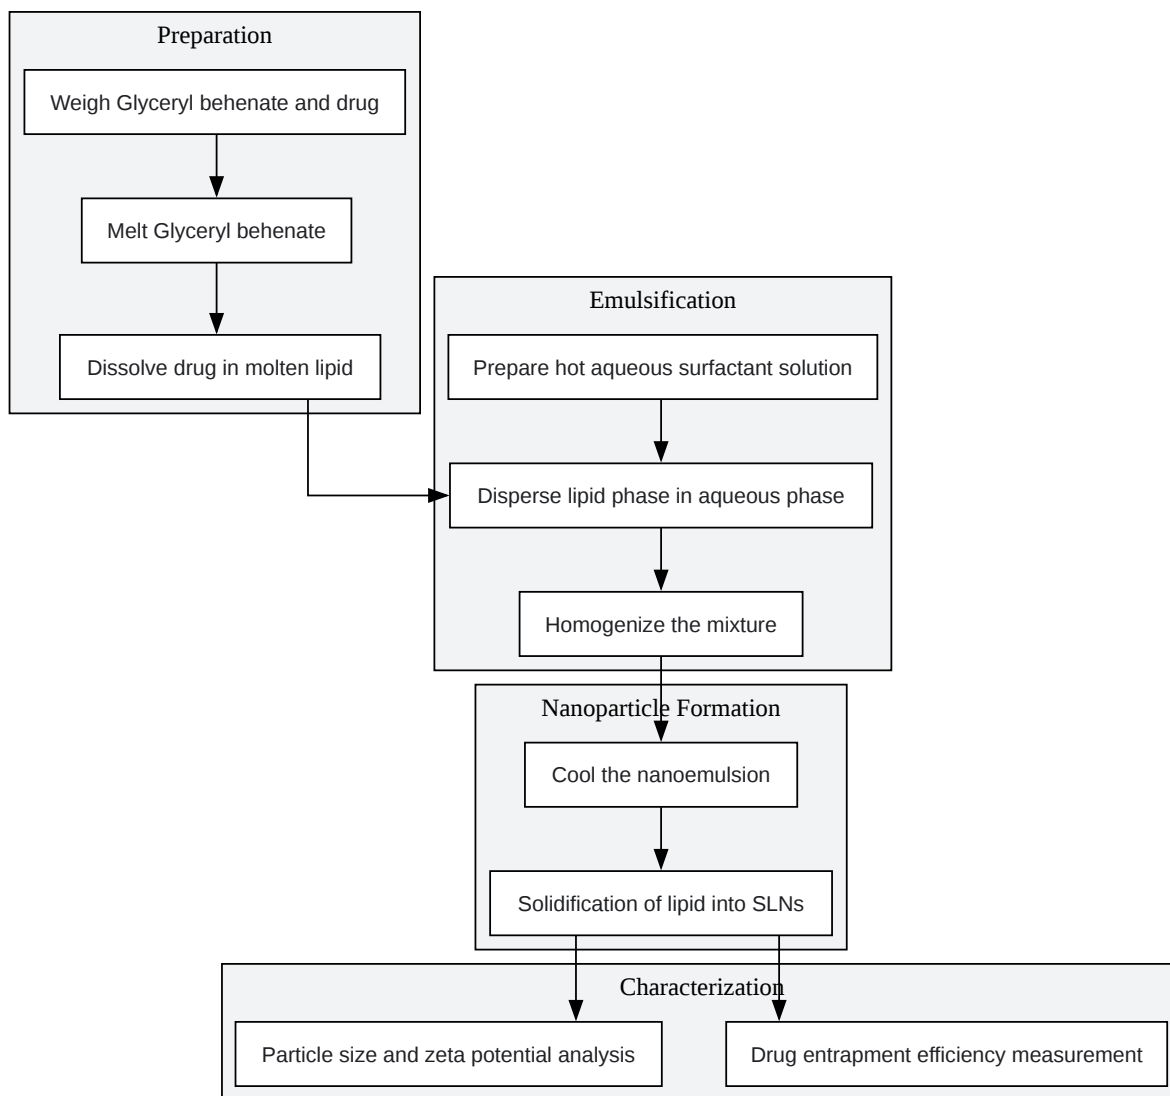 Preparation
Weigh Glyceryl behenate and drug
Melt Glyceryl behenate
Dissolve drug in molten lipid
Emulsification
Prepare hot aqueous surfactant solution
Disperse lipid phase in aqueous phase
Homogenize the mixture
Nanoparticle Formation
Cool the nanoemulsion
Solidification of lipid into SLNs
Characterization
Particle size and zeta potential analysis
Drug entrapment efficiency measurement